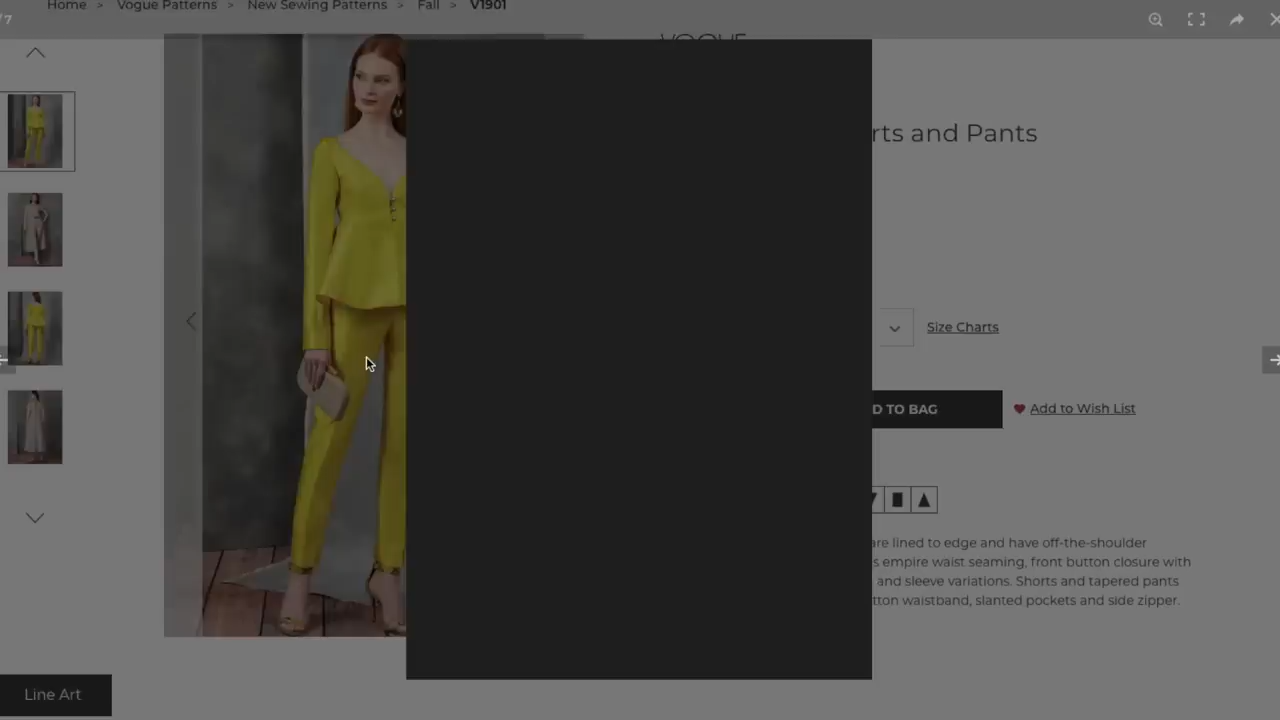 Home > Vogue Patterns > New Sewing Patterns > Fall > V1901
/ 7
VOGUE
rts and Pants
Size Charts
D TO BAG
Add to Wish List
are lined to edge and have off-the-shoulder
s empire waist seaming, front button closure with
and sleeve variations. Shorts and tapered pants
tton waistband, slanted pockets and side zipper.
Line Art